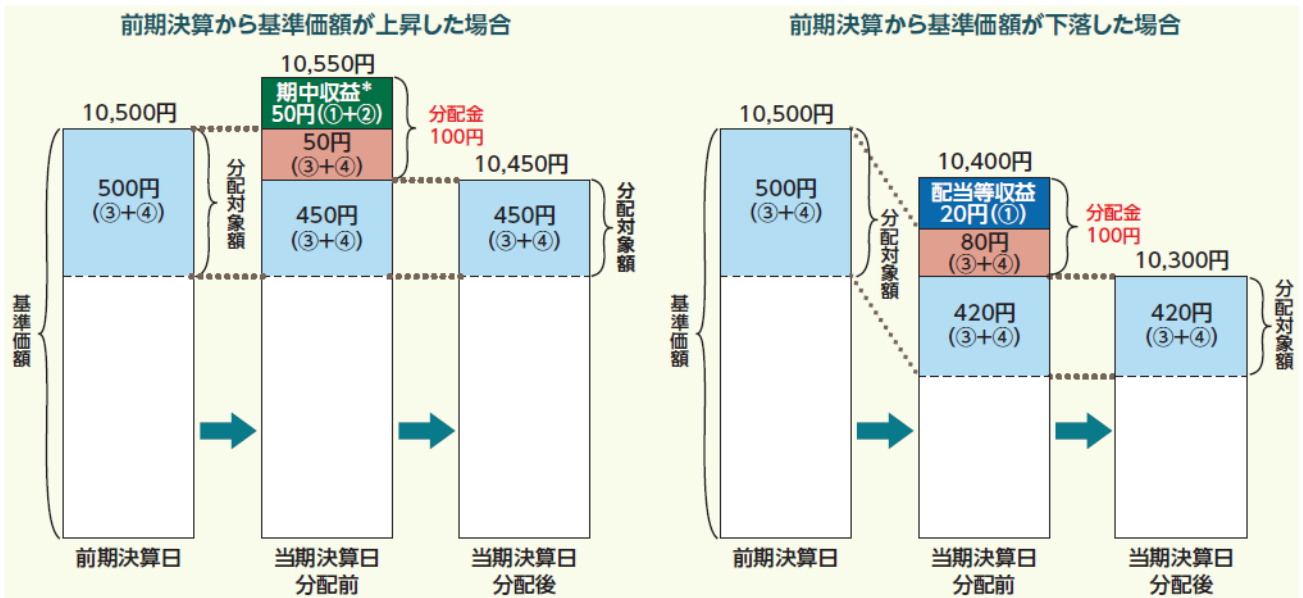 前期決算から基準価額が上昇した場合
10,500円
500円
(③+④)
分配対象額
基準価額
前期決算日
10,550円
期中収益*
50円(①+②)
50円
(③+④)
450円
(③+④)
分配金
100円
当期決算日
分配前
10,450円
450円
(③+④)
分配対象額
当期決算日
分配後
前期決算から基準価額が下落した場合
10,500円
500円
(③+④)
分配対象額
基準価額
前期決算日
10,400円
配当等収益
20円(①)
80円
(③+④)
420円
(③+④)
分配金
100円
当期決算日
分配前
10,300円
420円
(③+④)
分配対象額
当期決算日
分配後